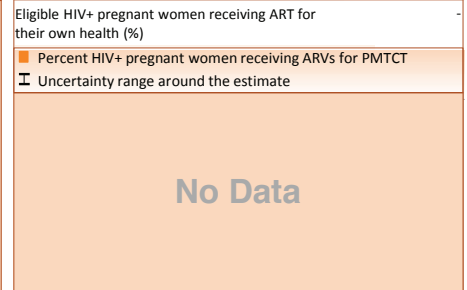 Eligible HIV+ pregnant women receiving ART for -
their own health (%)
Percent HIV+ pregnant women receiving ARVs for PMTCT
Uncertainty range around the estimate
No Data